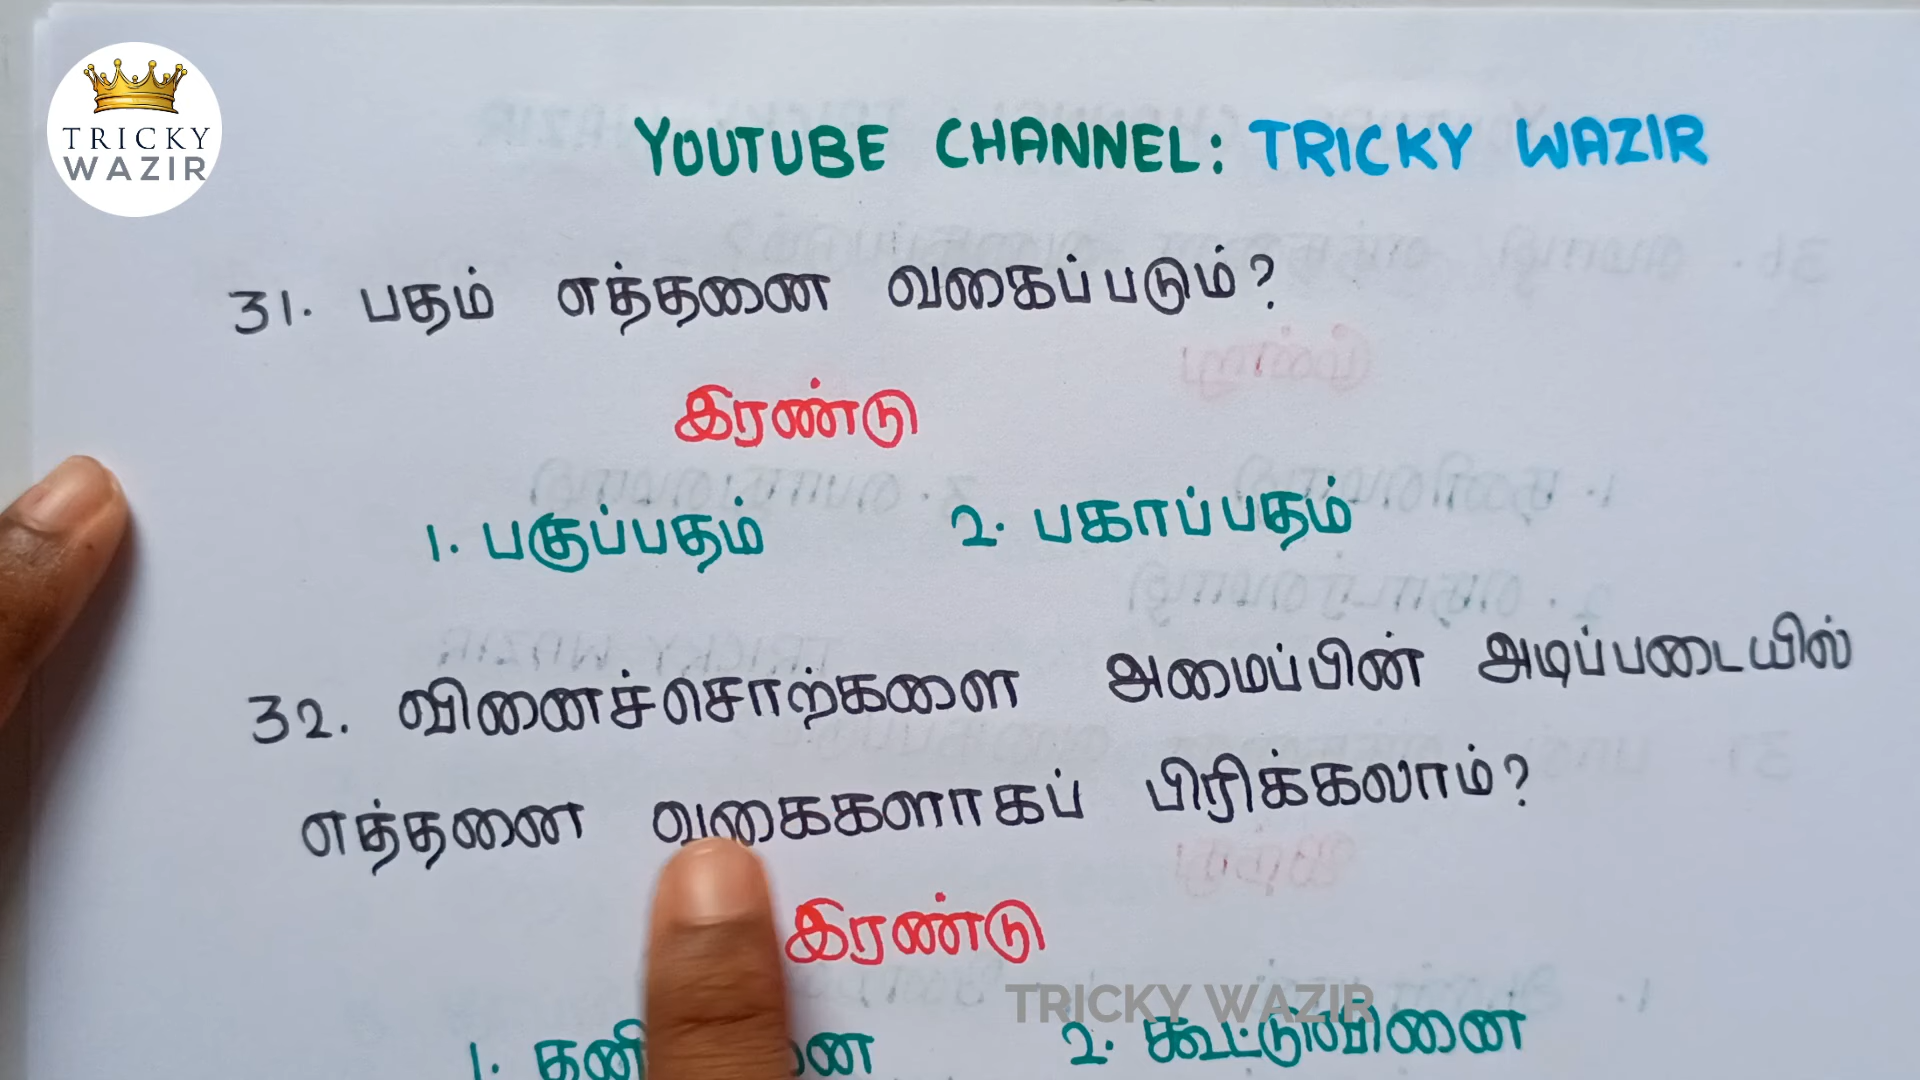 TRICKY
WAZIR
YOUTUBE CHANNEL: TRICKY WAZIR
31. பதம் எத்தனை வகைப்படும்?
இரண்டு
1. பகுப்பதம் 2. பகாப்பதம்
32. வினைச்சொற்களை அமைப்பின் அடிப்படையில்
எத்தனை வகைகளாகப் பிரிக்கலாம்?
இரண்டு
TRICKY WAZIR
1. 2. கூட்டுவினை